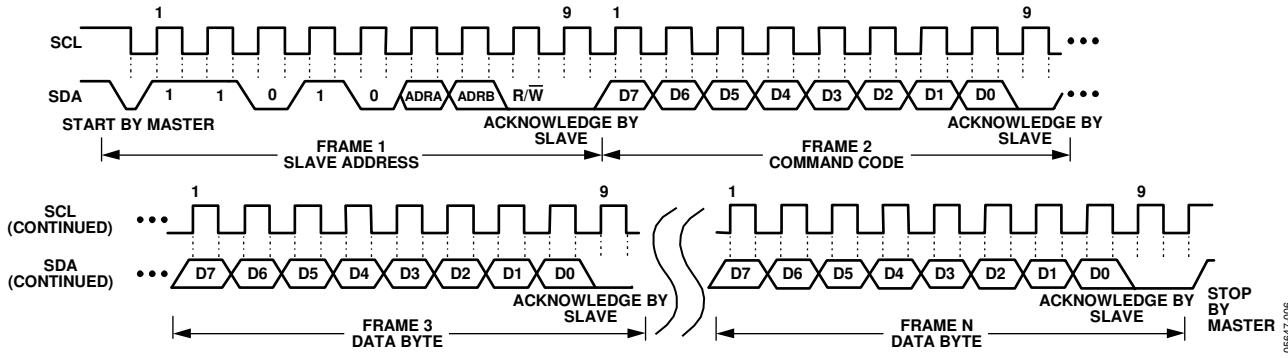 1 9 1 9
SCL
SDA 1 1 0 1 0 ADRA ADRB R/W̅ D7 D6 D5 D4 D3 D2 D1 D0
START BY MASTER ACKNOWLEDGE BY SLAVE ACKNOWLEDGE BY SLAVE
FRAME 1 SLAVE ADDRESS FRAME 2 COMMAND CODE
1 9 1 9
SCL (CONTINUED)
SDA (CONTINUED) D7 D6 D5 D4 D3 D2 D1 D0 D7 D6 D5 D4 D3 D2 D1 D0
ACKNOWLEDGE BY SLAVE ACKNOWLEDGE BY SLAVE STOP BY MASTER
FRAME 3 DATA BYTE FRAME N DATA BYTE
05647-006